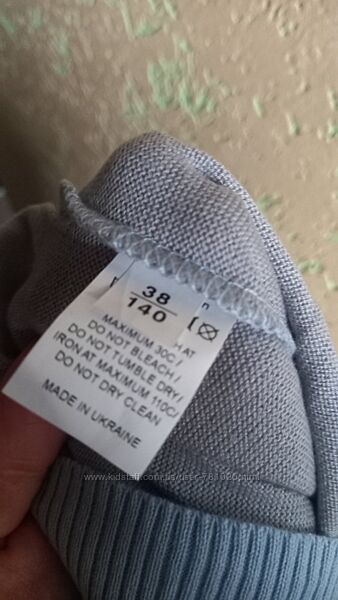 38
140
MAXIMUM 30C/
DO NOT BLEACH/
DO NOT TUMBLE DRY/
IRON AT MAXIMUM 110C/
DO NOT DRY CLEAN
MADE IN UKRAINE